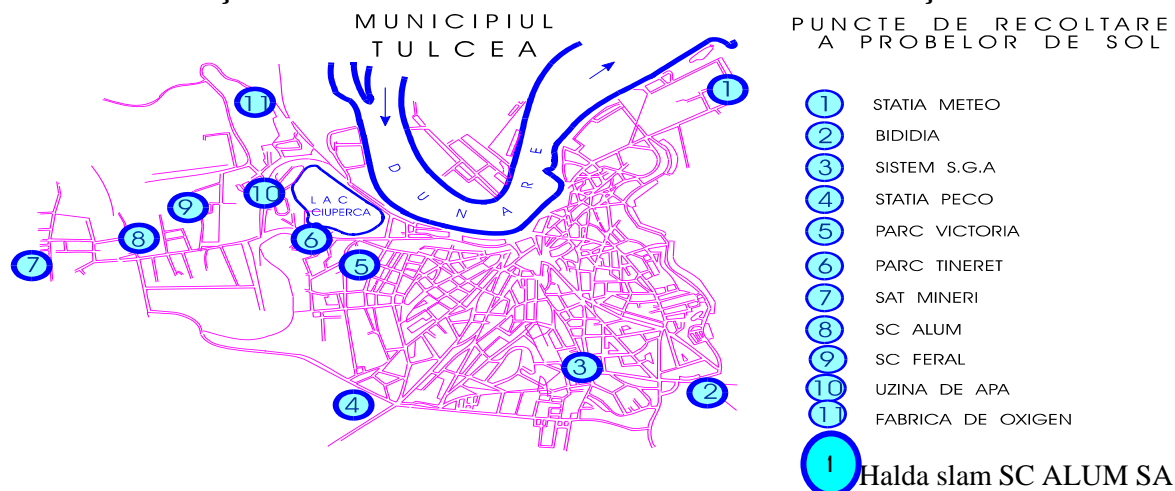 MUNICIPIUL
TULCEA
PUNCTE DE RECOLTARE
A PROBELOR DE SOL
1
11
10
9
8
7
6
5
4
3
2
LAC
CIUPERCA
DUNARE
1 STATIA METEO
2 BIDIDIA
3 SISTEM S.G.A
4 STATIA PECO
5 PARC VICTORIA
6 PARC TINERET
7 SAT MINERI
8 SC ALUM
9 SC FERAL
10 UZINA DE APA
11 FABRICA DE OXIGEN
1 Halda slam SC ALUM SA